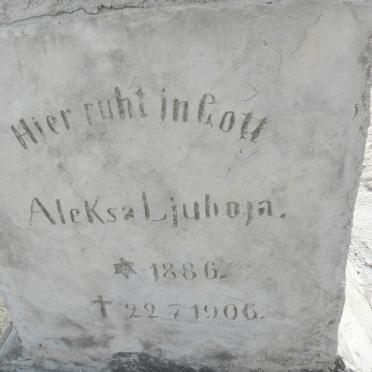 Hier ruht in Gott
Aleksa Ljuboja.
* 1886.
† 22 7 1906.